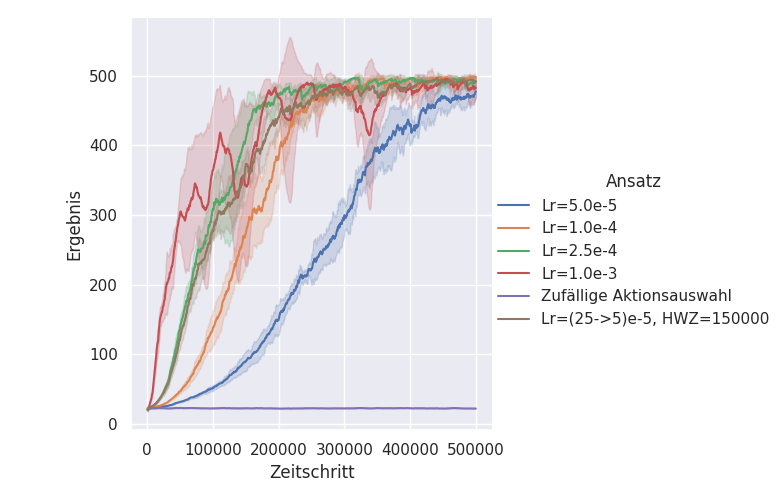 500
400
300
200
100
0
Ergebnis
0
100000
200000
300000
400000
500000
Zeitschritt
Ansatz
Lr=5.0e-5
Lr=1.0e-4
Lr=2.5e-4
Lr=1.0e-3
Zufällige Aktionsauswahl
Lr=(25->5)e-5, HWZ=150000